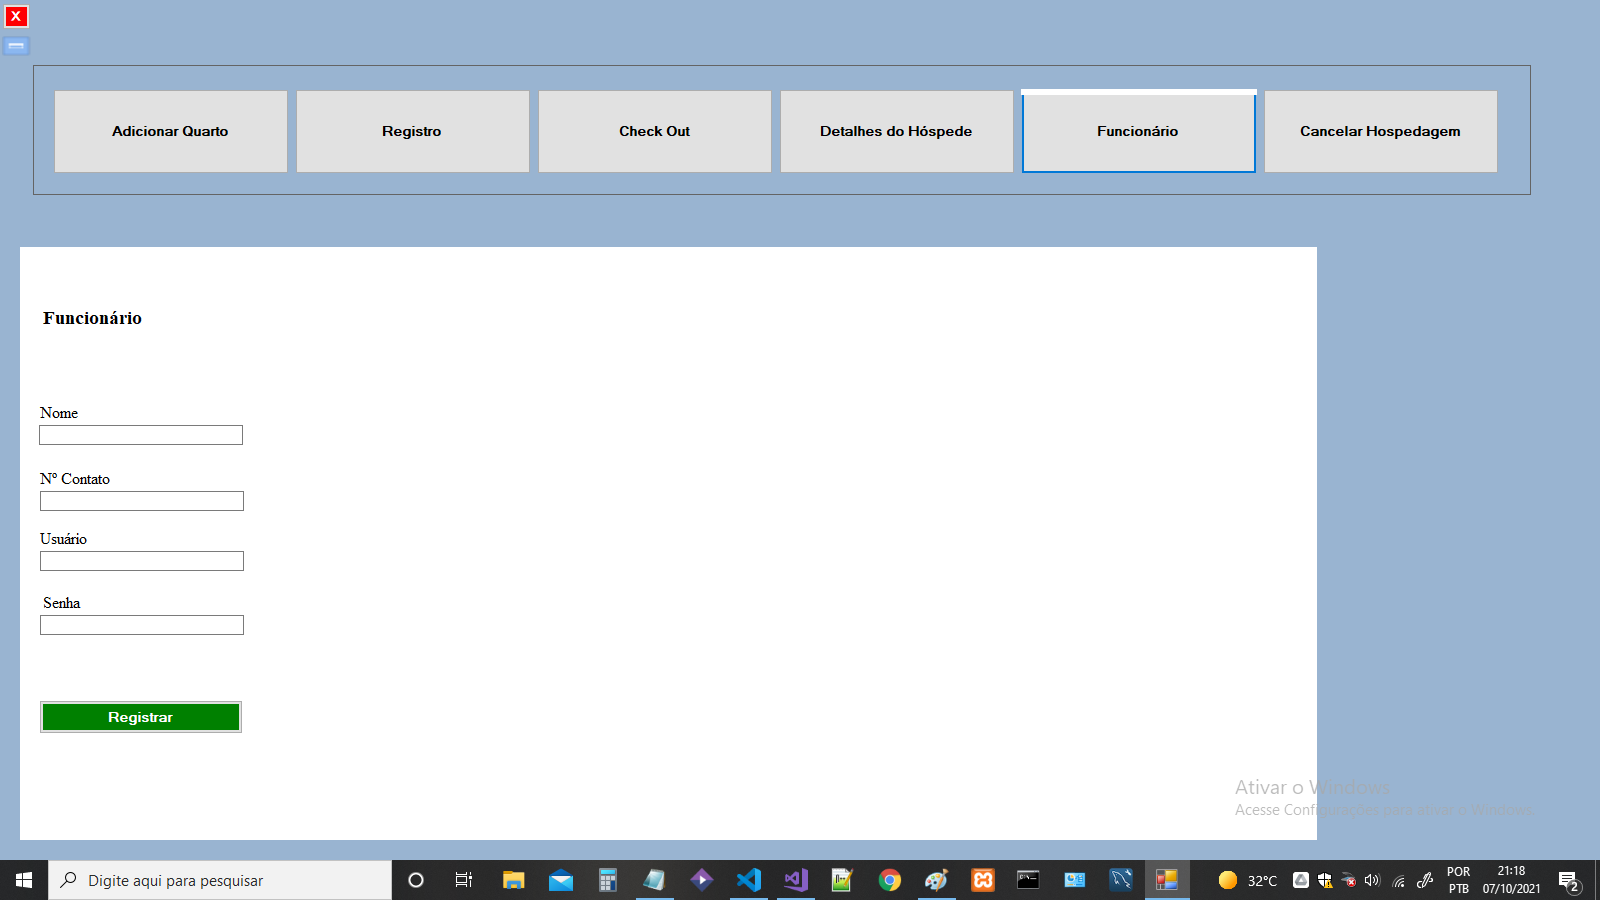 X
Adicionar Quarto
Registro
Check Out
Detalhes do Hóspede
Funcionário
Cancelar Hospedagem
Funcionário
Nome
Nº Contato
Usuário
Senha
Registrar
Ativar o Windows
Acesse Configurações para ativar o Windows.
Digite aqui para pesquisar
32°C
POR
PTB
21:18
07/10/2021
2